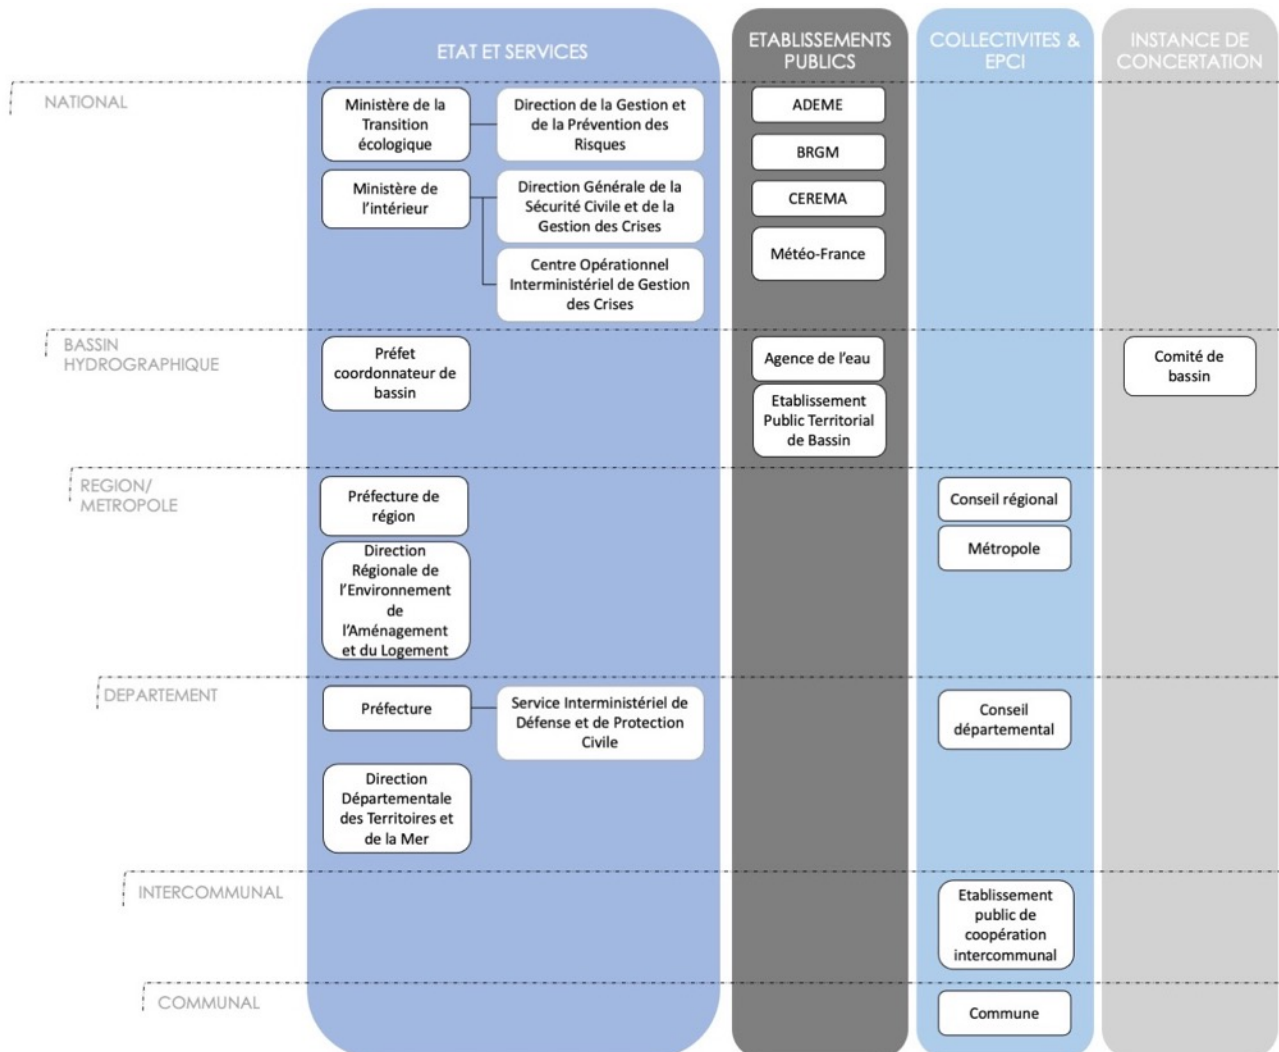 ETAT ET SERVICES
ETABLISSEMENTS
PUBLICS
COLLECTIVITES &
EPCI
INSTANCE DE
CONCERTATION
NATIONAL
Ministère de la
Transition
écologique
Direction de la Gestion et
de la Prévention des
Risques
Ministère de
l'intérieur
Direction Générale de la
Sécurité Civile et de la
Gestion des Crises
Centre Opérationnel
Interministériel de Gestion
des Crises
ADEME
BRGM
CEREMA
Météo-France
BASSIN
HYDROGRAPHIQUE
Préfet
coordonnateur de
bassin
Agence de l'eau
Etablissement
Public Territorial
de Bassin
Comité de
bassin
REGION/
METROPOLE
Préfecture de
région
Direction
Régionale de
l'Environnement
de
l'Aménagement
et du Logement
Conseil régional
Métropole
DEPARTEMENT
Préfecture
Service Interministériel de
Défense et de Protection
Civile
Direction
Départementale
des Territoires et
de la Mer
Conseil
départemental
INTERCOMMUNAL
Etablissement
public de
coopération
intercommunal
COMMUNAL
Commune